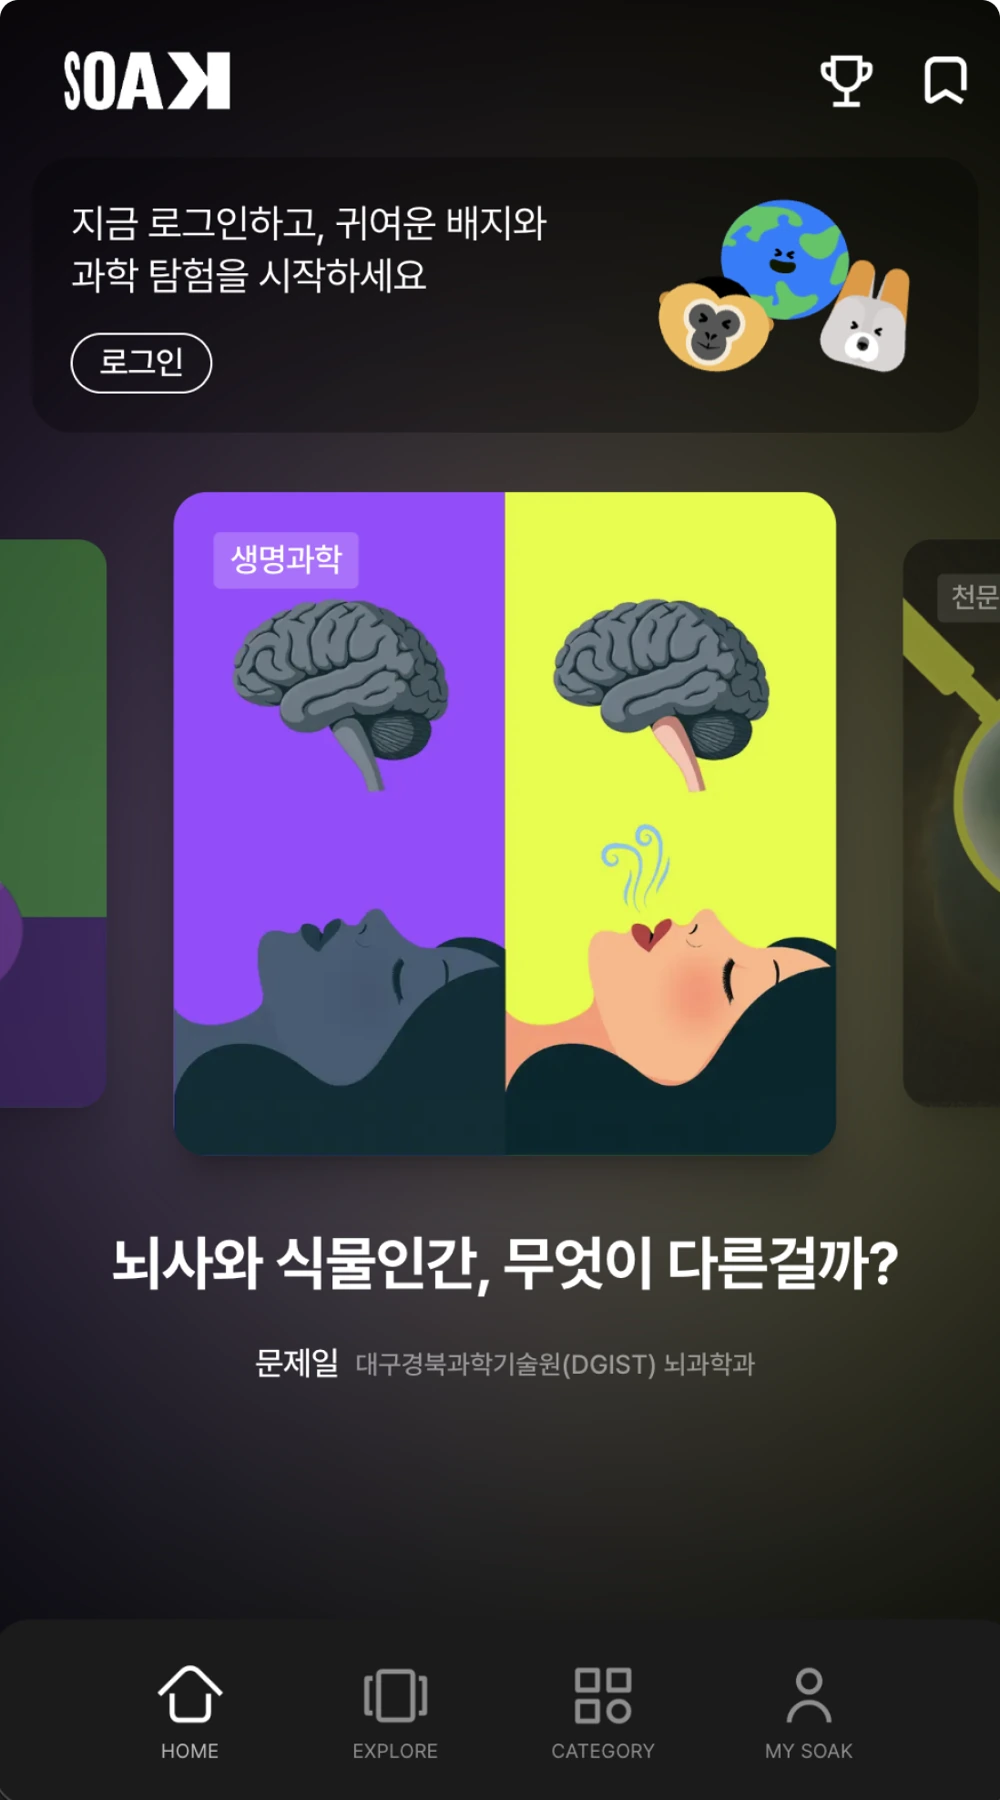 SOAK
지금 로그인하고, 귀여운 배지와
과학 탐험을 시작하세요
로그인
생명과학
천문
뇌사와 식물인간, 무엇이 다른걸까?
문제일 대구경북과학기술원(DGIST) 뇌과학과
HOME EXPLORE CATEGORY MY SOAK